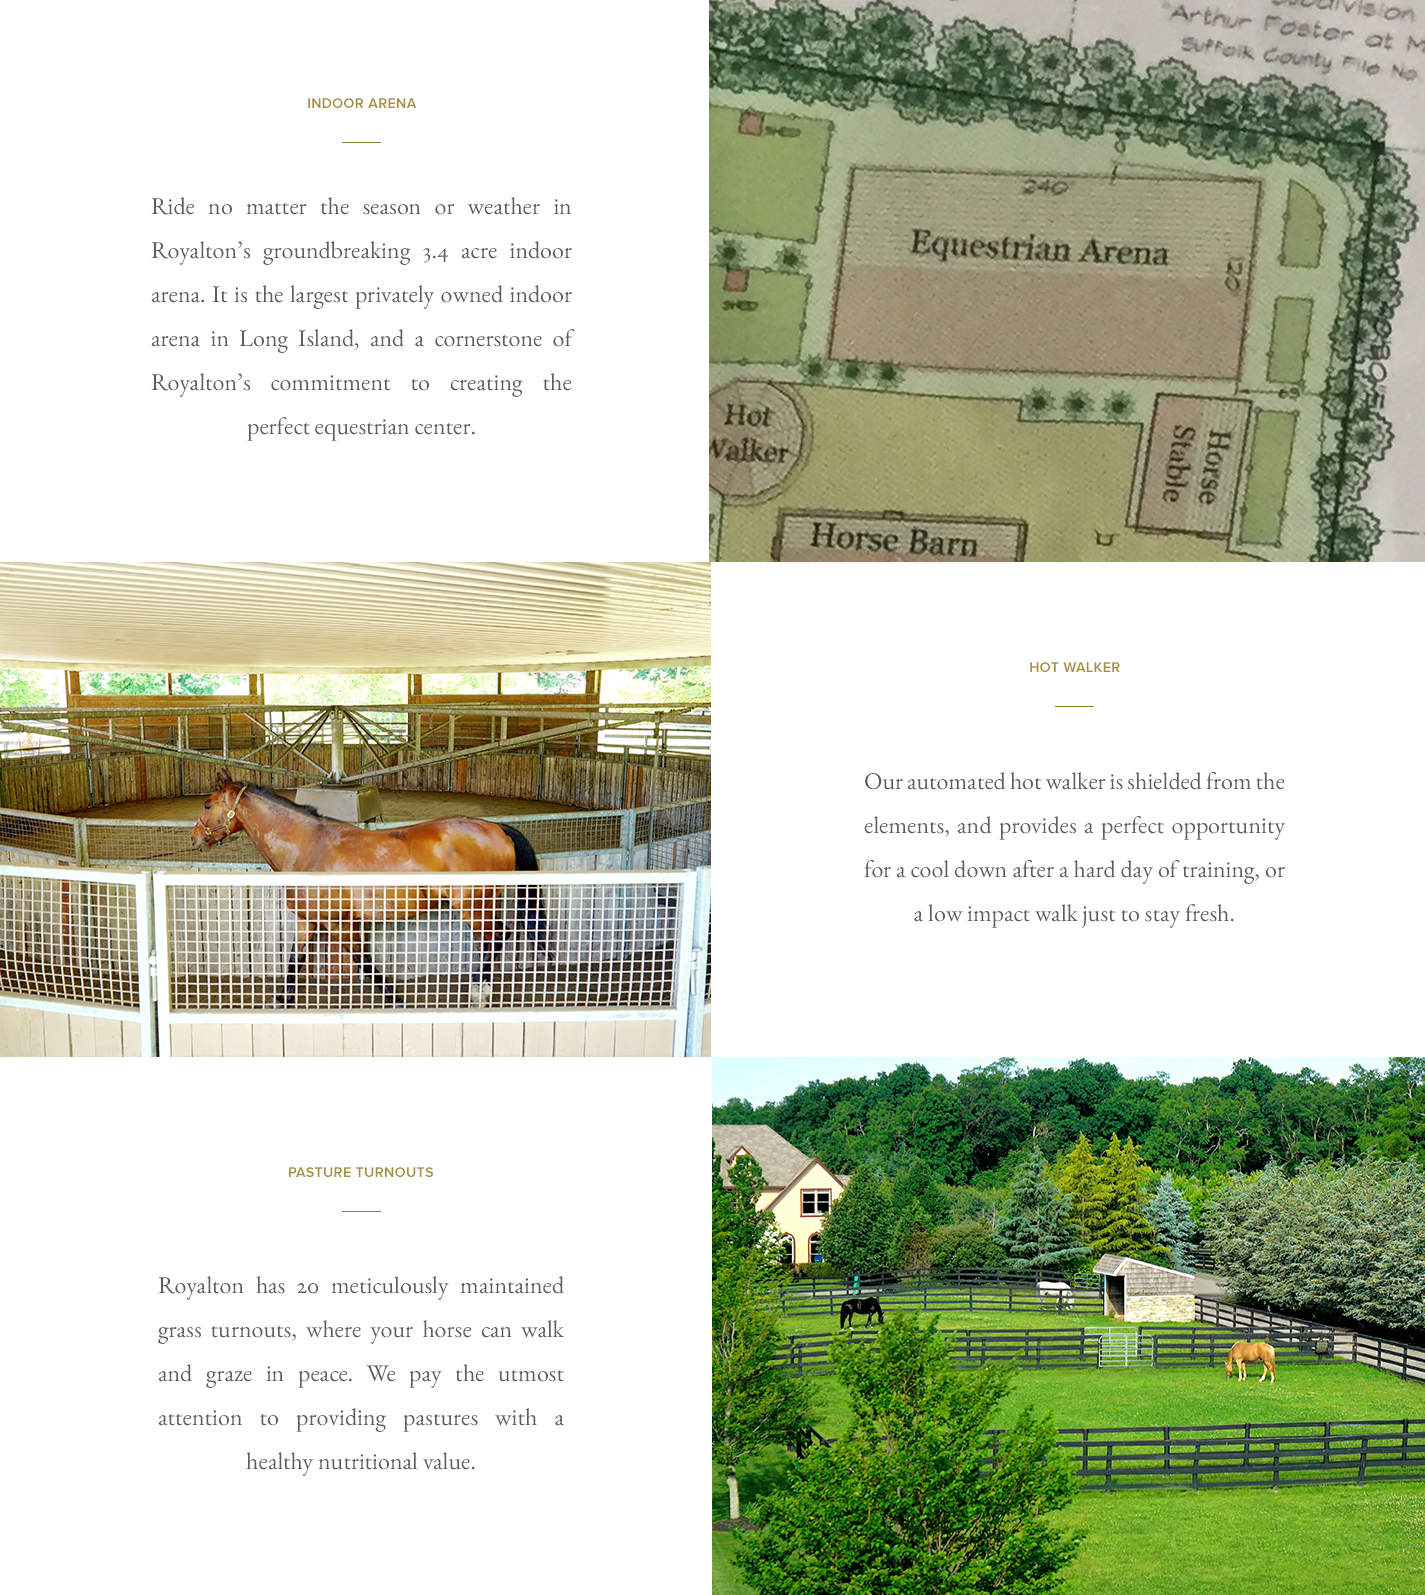 INDOOR ARENA
Ride no matter the season or weather in
Royalton’s groundbreaking 3.4 acre indoor
arena. It is the largest privately owned indoor
arena in Long Island, and a cornerstone of
Royalton’s commitment to creating the
perfect equestrian center.
Subdivision
"Arthur Foster at M
Suffolk County File No.
240
Equestrian Arena
120
SHED
SHED
69
Hot
Walker
Horse
Stable
Horse Barn
HOT WALKER
Our automated hot walker is shielded from the
elements, and provides a perfect opportunity
for a cool down after a hard day of training, or
a low impact walk just to stay fresh.
PASTURE TURNOUTS
Royalton has 20 meticulously maintained
grass turnouts, where your horse can walk
and graze in peace. We pay the utmost
attention to providing pastures with a
healthy nutritional value.